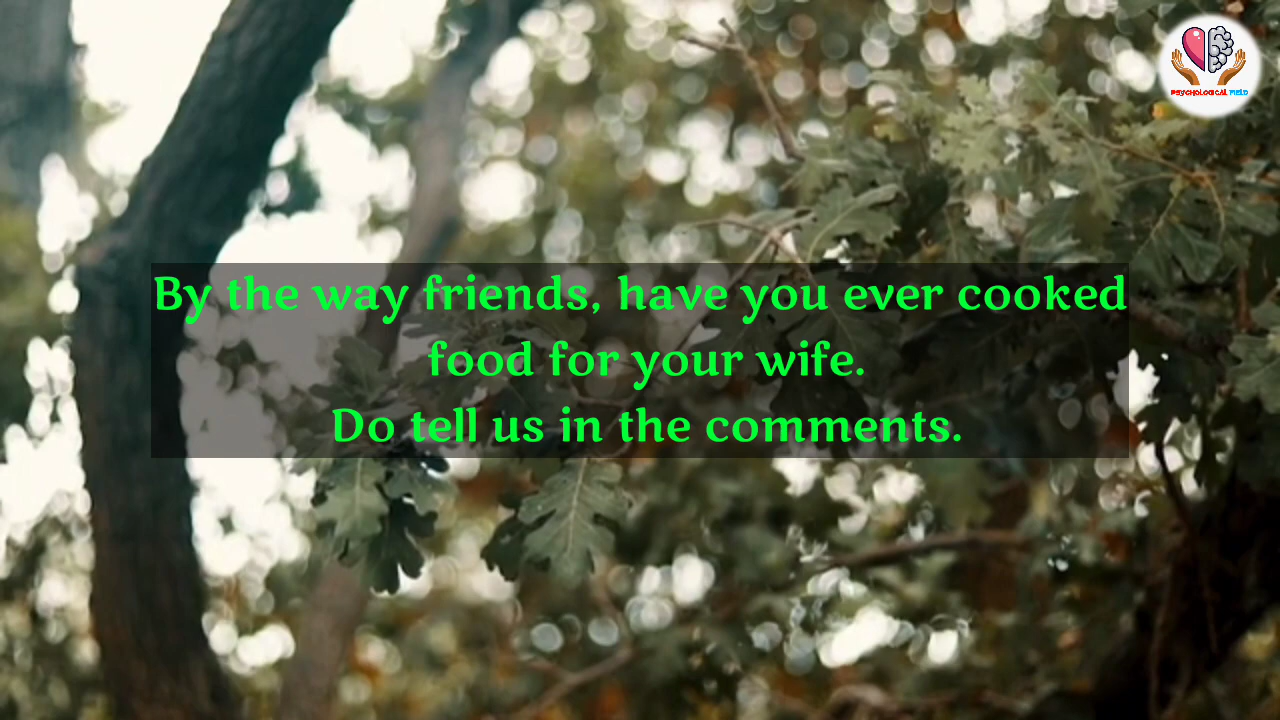 PSYCHOLOGICAL FIELD
By the way friends, have you ever cooked
food for your wife.
Do tell us in the comments.